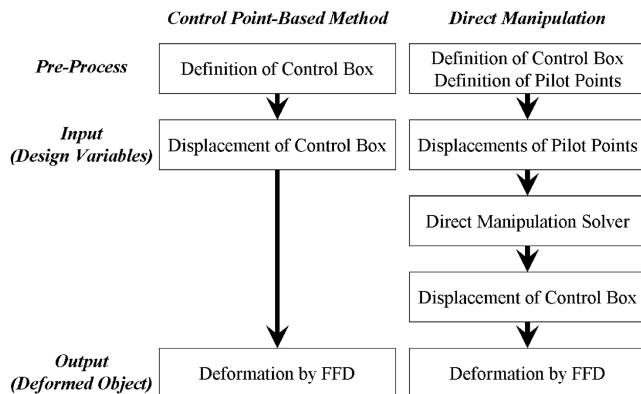 Control Point-Based Method
Direct Manipulation
Pre-Process
Definition of Control Box
Definition of Control Box
Definition of Pilot Points
Input
(Design Variables)
Displacement of Control Box
Displacements of Pilot Points
Direct Manipulation Solver
Displacement of Control Box
Output
(Deformed Object)
Deformation by FFD
Deformation by FFD